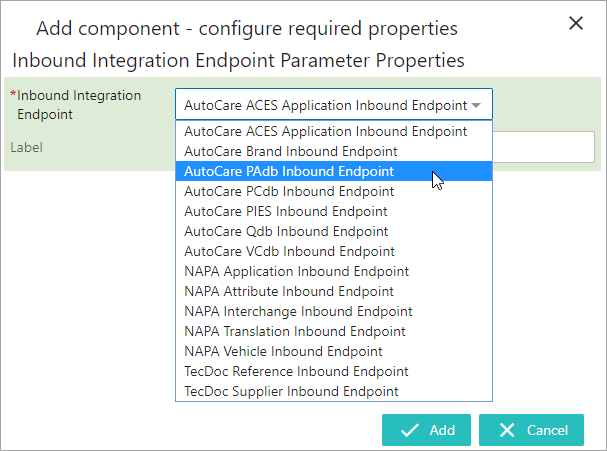 Add component - configure required properties
Inbound Integration Endpoint Parameter Properties
*Inbound Integration
Endpoint
AutoCare ACES Application Inbound Endpoint
Label
AutoCare ACES Application Inbound Endpoint
AutoCare Brand Inbound Endpoint
AutoCare PAdb Inbound Endpoint
AutoCare PCdb Inbound Endpoint
AutoCare PIES Inbound Endpoint
AutoCare Qdb Inbound Endpoint
AutoCare VCdb Inbound Endpoint
NAPA Application Inbound Endpoint
NAPA Attribute Inbound Endpoint
NAPA Interchange Inbound Endpoint
NAPA Translation Inbound Endpoint
NAPA Vehicle Inbound Endpoint
TecDoc Reference Inbound Endpoint
TecDoc Supplier Inbound Endpoint
Add
Cancel